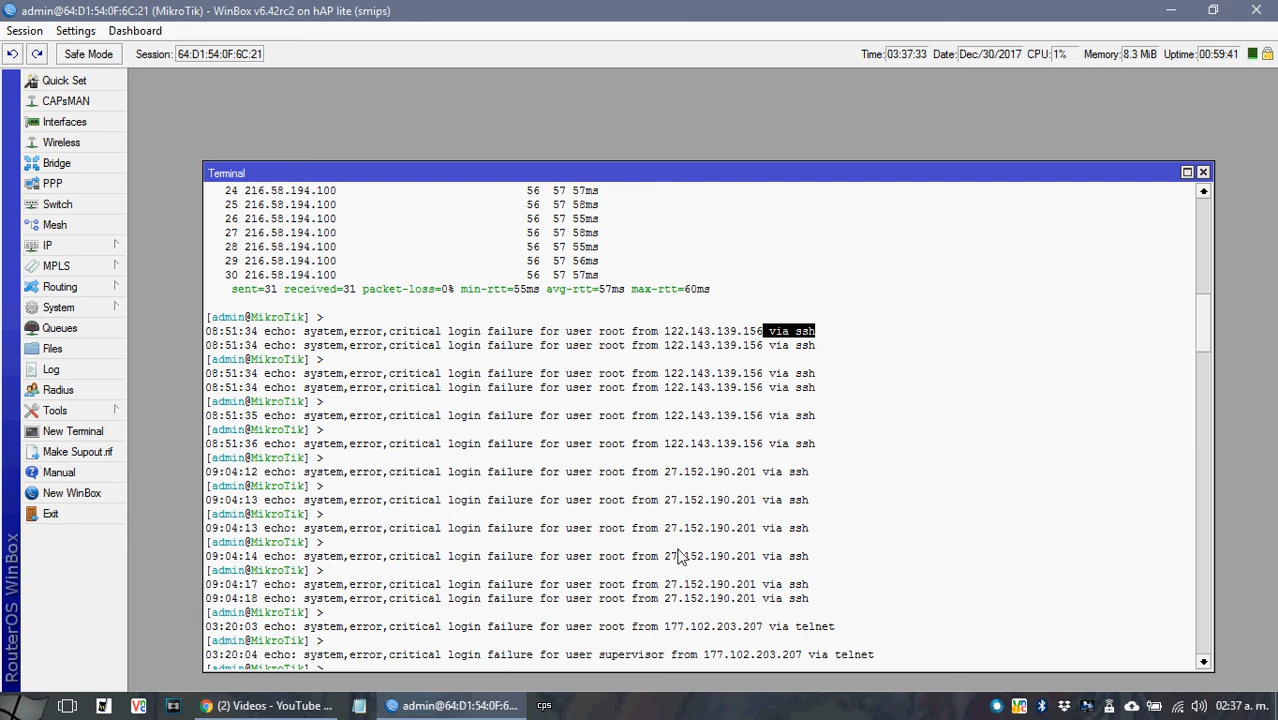 admin@64:D1:54:0F:6C:21 (MikroTik) - WinBox v6.42rc2 on hAP lite (smips)
Session Settings Dashboard
Safe Mode Session: 64:D1:54:0F:6C:21 Time: 03:37:33 Date: Dec/30/2017 CPU: 1% Memory: 8.3 MiB Uptime: 00:59:41
Quick Set
CAPsMAN
Interfaces
Wireless
Bridge
PPP
Switch
Mesh
IP
MPLS
Routing
System
Queues
Files
Log
Radius
Tools
New Terminal
Make Supout.rif
Manual
New WinBox
Exit
RouterOS WinBox
Terminal
24 216.58.194.100 56 57 57ms
25 216.58.194.100 56 57 58ms
26 216.58.194.100 56 57 55ms
27 216.58.194.100 56 57 58ms
28 216.58.194.100 56 57 55ms
29 216.58.194.100 56 57 56ms
30 216.58.194.100 56 57 57ms
sent=31 received=31 packet-loss=0% min-rtt=55ms avg-rtt=57ms max-rtt=60ms
[admin@MikroTik] >
08:51:34 echo: system,error,critical login failure for user root from 122.143.139.156 via ssh
08:51:34 echo: system,error,critical login failure for user root from 122.143.139.156 via ssh
[admin@MikroTik] >
08:51:34 echo: system,error,critical login failure for user root from 122.143.139.156 via ssh
08:51:34 echo: system,error,critical login failure for user root from 122.143.139.156 via ssh
[admin@MikroTik] >
08:51:35 echo: system,error,critical login failure for user root from 122.143.139.156 via ssh
[admin@MikroTik] >
08:51:36 echo: system,error,critical login failure for user root from 122.143.139.156 via ssh
[admin@MikroTik] >
09:04:12 echo: system,error,critical login failure for user root from 27.152.190.201 via ssh
[admin@MikroTik] >
09:04:13 echo: system,error,critical login failure for user root from 27.152.190.201 via ssh
[admin@MikroTik] >
09:04:13 echo: system,error,critical login failure for user root from 27.152.190.201 via ssh
[admin@MikroTik] >
09:04:14 echo: system,error,critical login failure for user root from 27.152.190.201 via ssh
[admin@MikroTik] >
09:04:17 echo: system,error,critical login failure for user root from 27.152.190.201 via ssh
09:04:18 echo: system,error,critical login failure for user root from 27.152.190.201 via ssh
[admin@MikroTik] >
03:20:03 echo: system,error,critical login failure for user root from 177.102.203.207 via telnet
[admin@MikroTik] >
03:20:04 echo: system,error,critical login failure for user supervisor from 177.102.203.207 via telnet
[admin@MikroTik] >
(2) Videos - YouTube ... admin@64:D1:54:0F:6... cps 02:37 a. m.